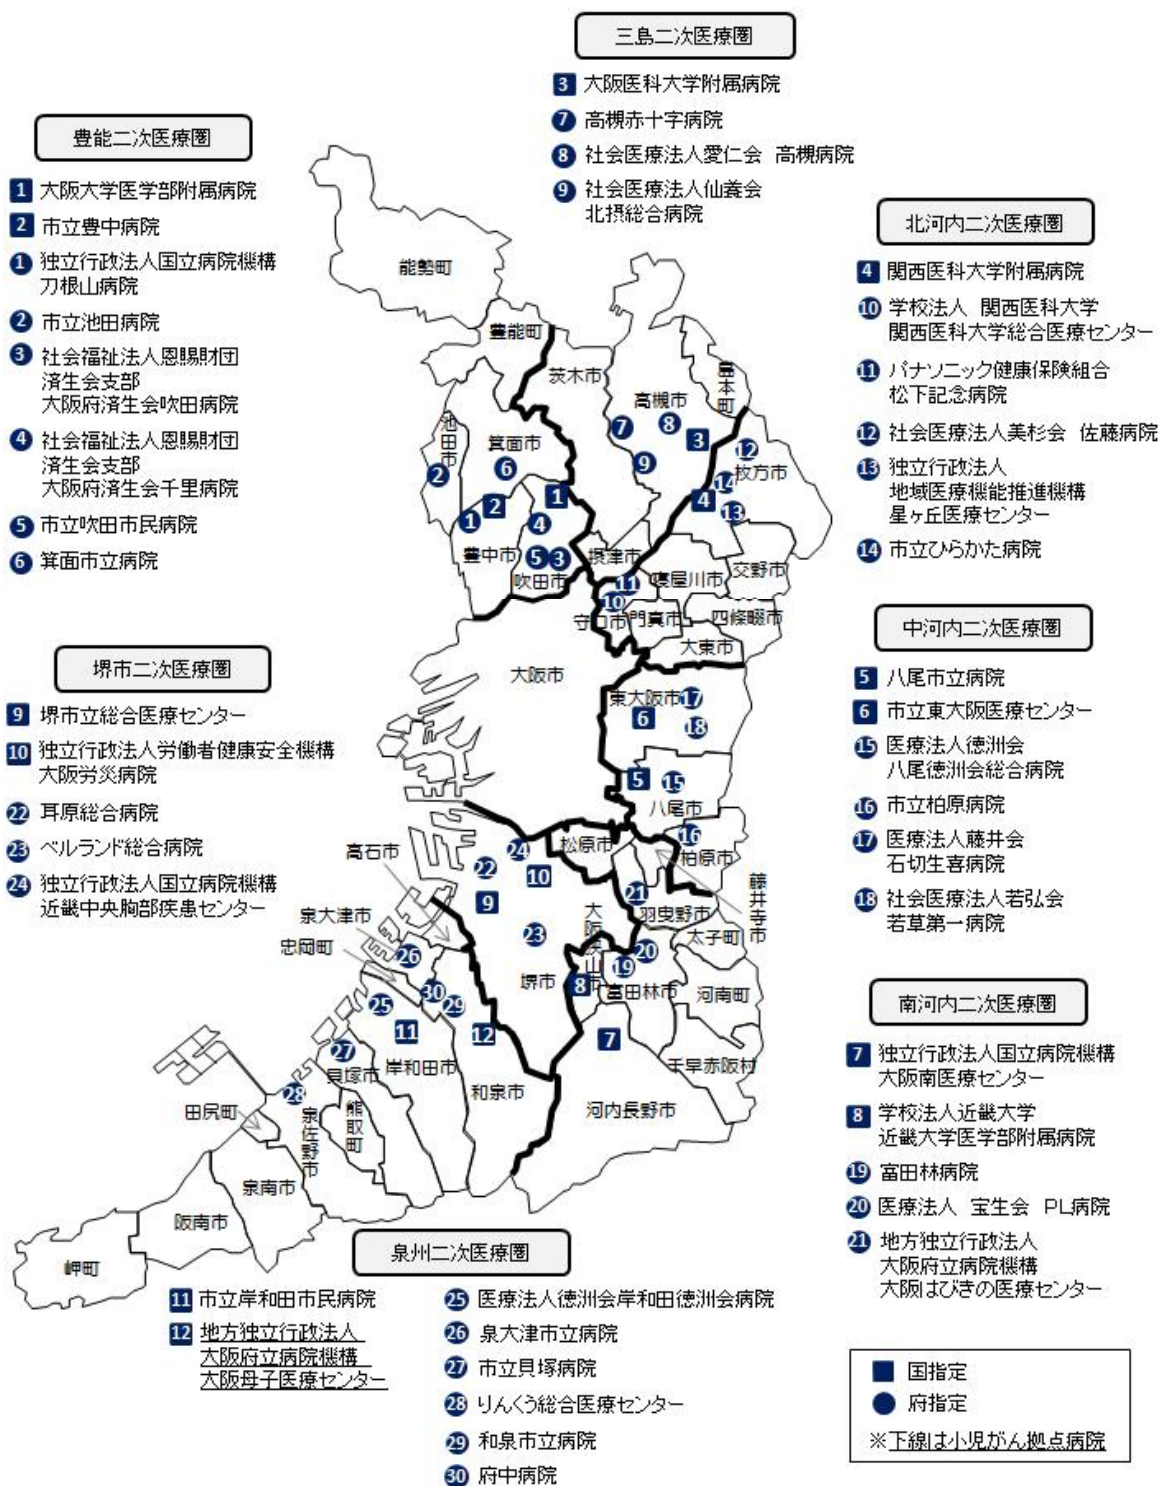 三島二次医療圏
3 大阪医科大学附属病院
7 高槻赤十字病院
8 社会医療法人愛仁会 高槻病院
9 社会医療法人仙養会
北摂総合病院
豊能二次医療圏
1 大阪大学医学部附属病院
2 市立豊中病院
1 独立行政法人国立病院機構
刀根山病院
2 市立池田病院
3 社会福祉法人恩賜財団
済生会支部
大阪府済生会吹田病院
4 社会福祉法人恩賜財団
済生会支部
大阪府済生会千里病院
5 市立吹田市民病院
6 箕面市立病院
北河内二次医療圏
4 関西医科大学附属病院
10 学校法人 関西医科大学
関西医科大学総合医療センター
11 パナソニック健康保険組合
松下記念病院
12 社会医療法人美杉会 佐藤病院
13 独立行政法人
地域医療機能推進機構
星ヶ丘医療センター
14 市立ひらかた病院
中河内二次医療圏
5 八尾市立病院
6 市立東大阪医療センター
15 医療法人徳洲会
八尾徳洲会総合病院
16 市立柏原病院
17 医療法人藤井会
石切生喜病院
18 社会医療法人若弘会
若草第一病院
堺市二次医療圏
9 堺市立総合医療センター
10 独立行政法人労働者健康安全機構
大阪労災病院
22 耳原総合病院
23 ベルランド総合病院
24 独立行政法人国立病院機構
近畿中央胸部疾患センター
南河内二次医療圏
7 独立行政法人国立病院機構
大阪南医療センター
8 学校法人近畿大学
近畿大学医学部附属病院
19 富田林病院
20 医療法人 宝生会 PL病院
21 地方独立行政法人
大阪府立病院機構
大阪はびきの医療センター
能勢町
豊能町
茨木市
高槻市
島本町
7
8
3
9
池田市
箕面市
2
6
1
2
1
4
5
3
豊中市
吹田市
摂津市
12
枚方市
14
4
13
11
10
寝屋川市
交野市
守口市
門真市
四條畷市
大東市
大阪市
東大阪市
17
6
18
5
15
八尾市
16
柏原市
松原市
藤井寺市
21
羽曳野市
太子町
24
22
10
9
23
堺市
高石市
泉大津市
忠岡町
大阪狭山市
20
19
8
富田林市
河南町
7
千早赤阪村
河内長野市
26
30
29
25
11
12
岸和田市
和泉市
27
貝塚市
28
熊取町
泉佐野市
田尻町
泉南市
阪南市
岬町
泉州二次医療圏
11 市立岸和田市民病院
12 地方独立行政法人
大阪府立病院機構
大阪母子医療センター
25 医療法人徳洲会岸和田徳洲会病院
26 泉大津市立病院
27 市立貝塚病院
28 りんくう総合医療センター
29 和泉市立病院
30 府中病院
国指定
府指定
※下線は小児がん拠点病院